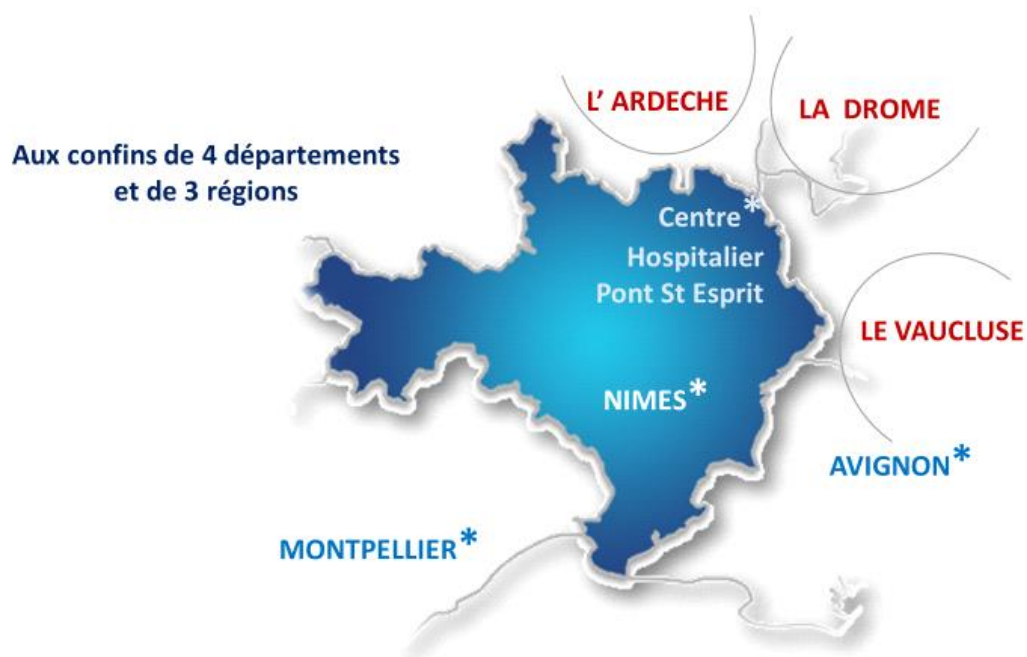 L' ARDECHE
LA DROME
Aux confins de 4 départements
et de 3 régions
Centre*
Hospitalier
Pont St Esprit
LE VAUCLUSE
NIMES*
AVIGNON*
MONTPELLIER*